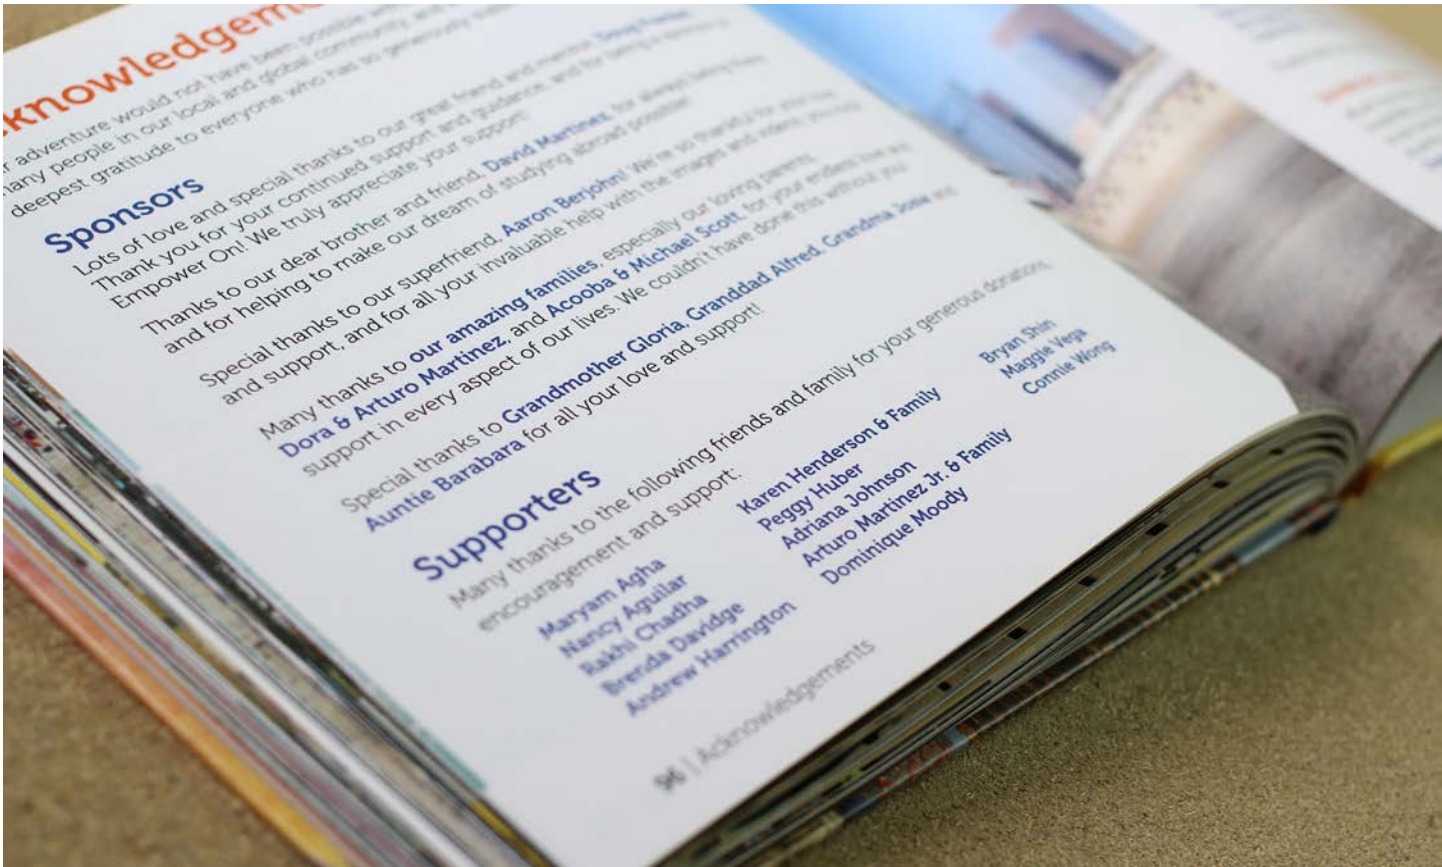 knowledgeme
adventure would not have been possible
many people in our local and global community, and
deepest gratitude to everyone who has so generously
Sponsors
Lots of love and special thanks to our great friend and mentor, Doug
Thank you for your continued support and guidance, and for being a
Empower On! We truly appreciate your support!
Thanks to our dear brother and friend, David Martinez, for always being there
and for helping to make our dream of studying abroad possible!
Special thanks to our superfriend, Aaron Berjohn! We're so thankful for your love
and support, and for all your invaluable help with the images and videos,
Many thanks to our amazing families, especially our loving parents,
Dora & Arturo Martinez, and Acooba & Michael Scott, for your endless love and
support in every aspect of our lives. We couldn't have done this without you!
Special thanks to Grandmother Gloria, Granddad Alfred, Grandma Josie and
Auntie Barabara for all your love and support!
Supporters
Many thanks to the following friends and family for your generous donations,
encouragement and support:
Maryam Agha
Nancy Aguilar
Rakhi Chadha
Brenda Davidge
Andrew Harrington
Karen Henderson & Family
Peggy Huber
Adriana Johnson
Arturo Martinez Jr. & Family
Dominique Moody
Bryan Shin
Maggie Vega
Connie Wong
96 | Acknowledgements